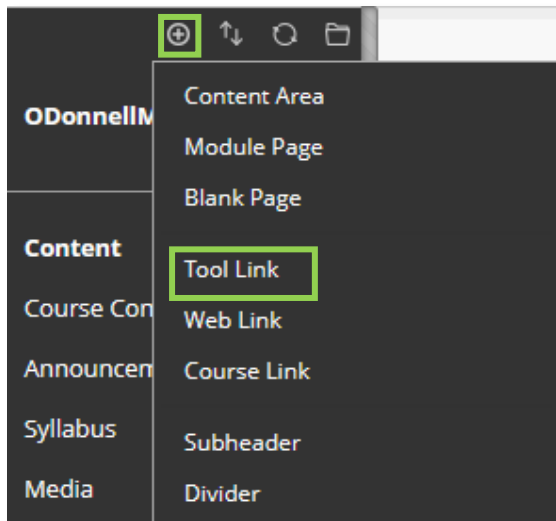 Content Area
ODonnellM
Module Page
Blank Page
Content
Tool Link
Course Con
Web Link
Announcem
Course Link
Syllabus
Subheader
Media
Divider